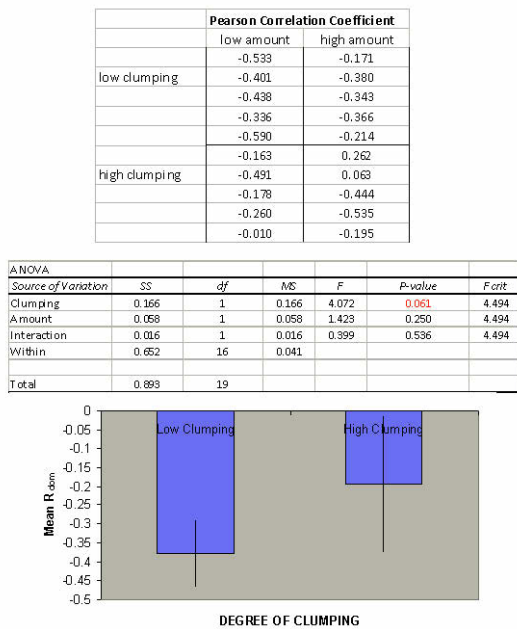 Pearson Correlation Coefficient
low amount high amount
-0.533 -0.171
low clumping -0.401 -0.380
-0.438 -0.343
-0.336 -0.366
-0.590 -0.214
-0.163 0.262
high clumping -0.491 0.063
-0.178 -0.444
-0.260 -0.535
-0.010 -0.195
ANOVA
Source of Variation SS df MS F P-value F crit
Clumping 0.166 1 0.166 4.072 0.061 4.494
Amount 0.058 1 0.058 1.423 0.250 4.494
Interaction 0.016 1 0.016 0.399 0.536 4.494
Within 0.652 16 0.041
Total 0.893 19
0
-0.05
-0.1
-0.15
-0.2
-0.25
-0.3
-0.35
-0.4
-0.45
-0.5
Mean R dom
Low Clumping High Clumping
DEGREE OF CLUMPING